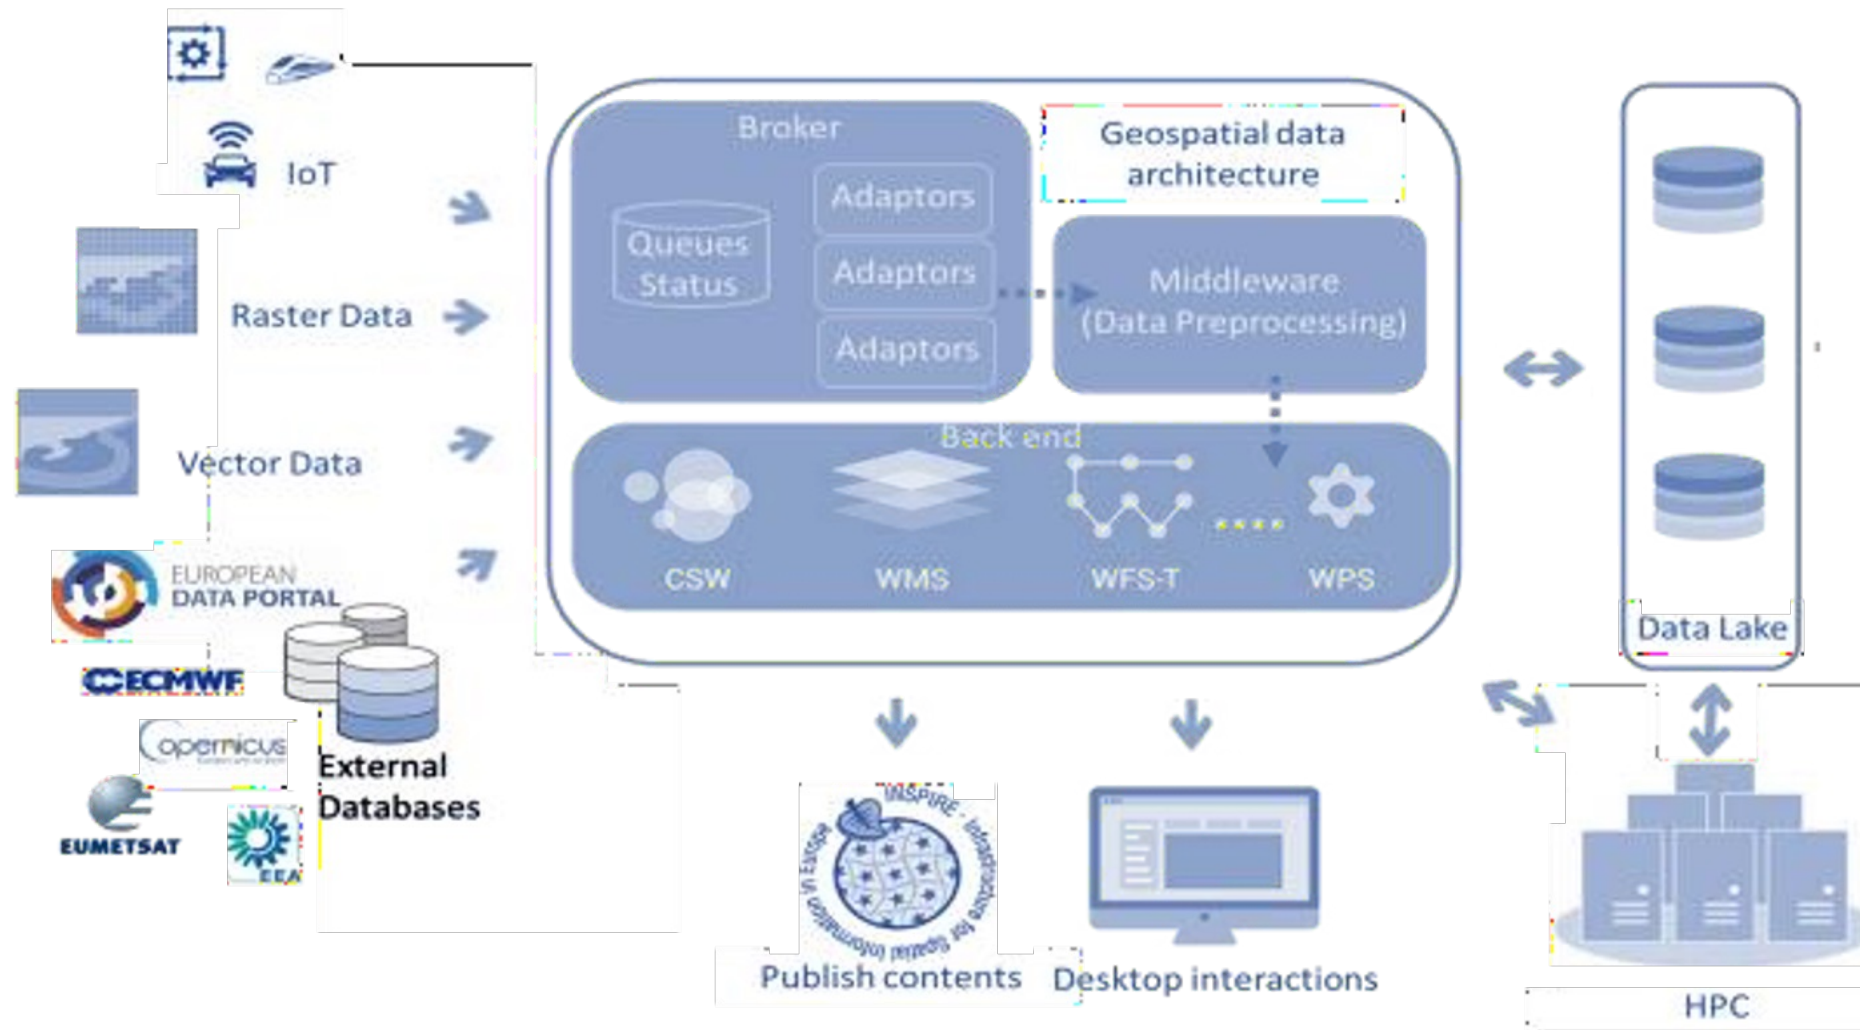 IoT
Raster Data
Vector Data
EUROPEAN
DATA PORTAL
ECMWF
opernicus
EUMETSAT
EEA
External
Databases
Broker
Queues
Status
Adaptors
Adaptors
Adaptors
Geospatial data
architecture
Middleware
(Data Preprocessing)
Back end
CSW
WMS
WFS-T
WPS
Data Lake
INSPIRE - Infrastructure for Spatial Information in Europe
Publish contents
Desktop interactions
HPC